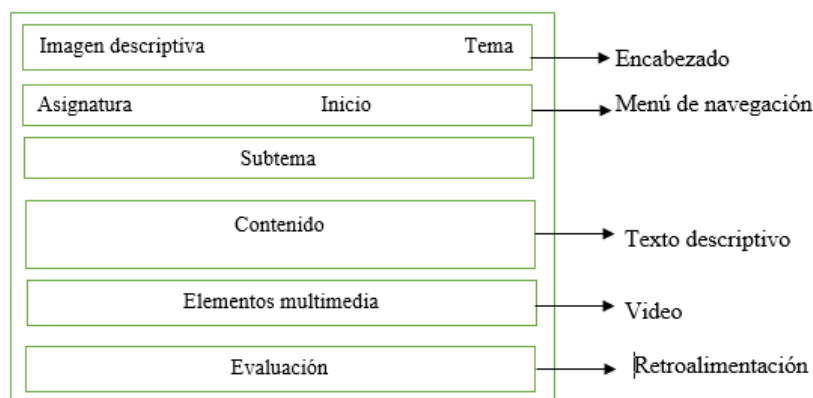 Imagen descriptiva Tema
Encabezado
Asignatura Inicio
Menú de navegación
Subtema
Contenido
Texto descriptivo
Elementos multimedia
Video
Evaluación
Retroalimentación